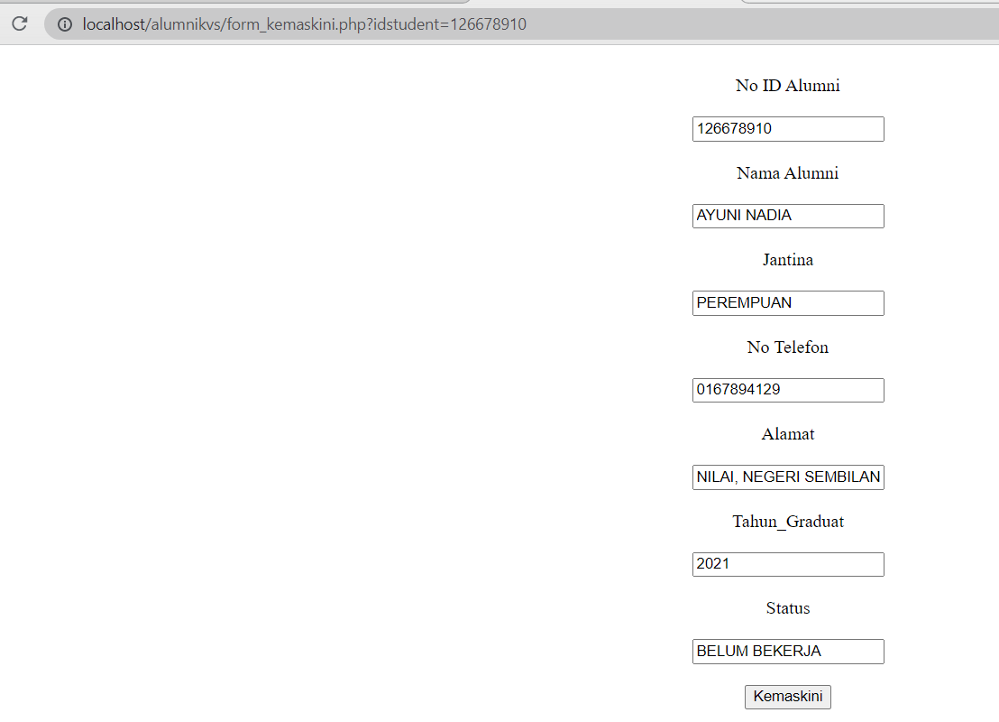 localhost/alumnikvs/form_kemaskini.php?idstudent=126678910
No ID Alumni
126678910
Nama Alumni
AYUNI NADIA
Jantina
PEREMPUAN
No Telefon
0167894129
Alamat
NILAI, NEGERI SEMBILAN
Tahun_Graduat
2021
Status
BELUM BEKERJA
Kemaskini